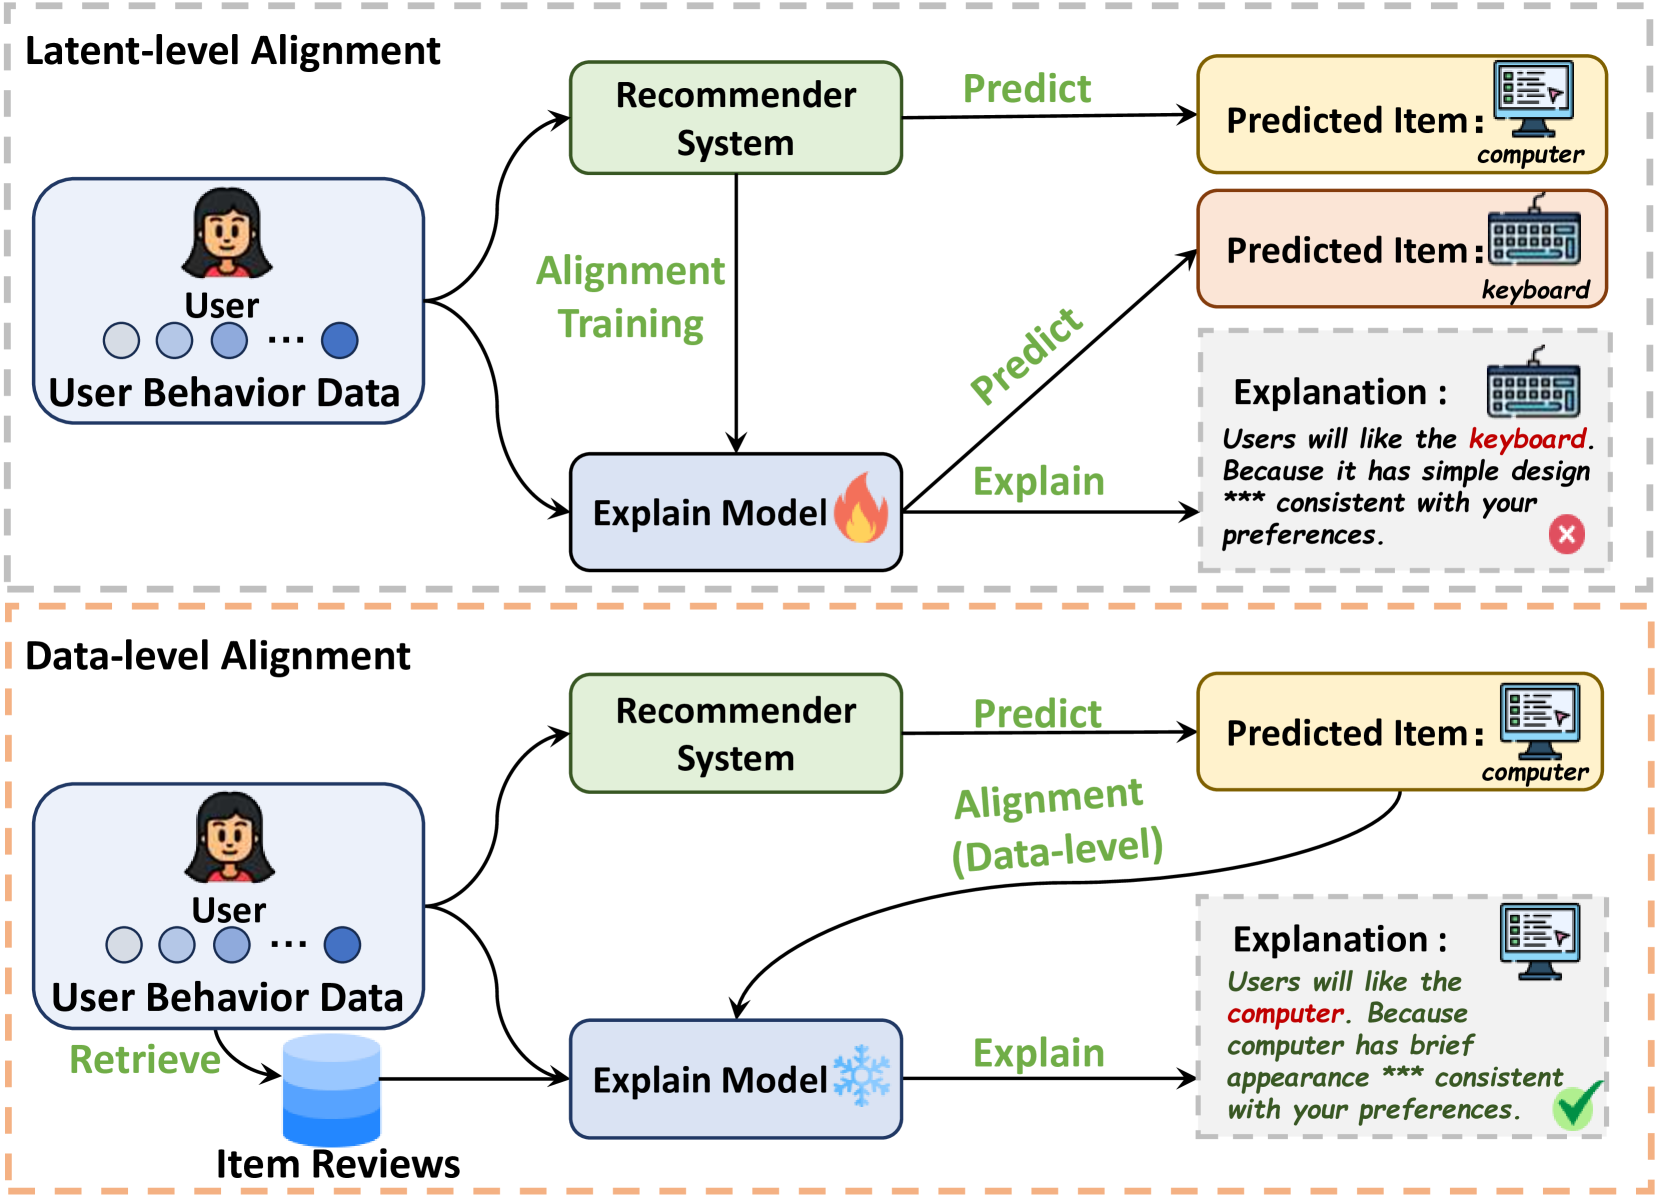 Latent-level Alignment
Recommender
System
Predict
Predicted Item :
computer
User
User Behavior Data
Alignment
Training
Predicted Item :
keyboard
Predict
Explain Model
Explain
Explanation :
Users will like the keyboard.
Because it has simple design
*** consistent with your
preferences.
Data-level Alignment
Recommender
System
Predict
Predicted Item :
computer
Alignment
(Data-level)
User
...
User Behavior Data
Retrieve
Item Reviews
Explain Model
Explain
Explanation :
Users will like the
computer. Because
computer has brief
appearance *** consistent
with your preferences.